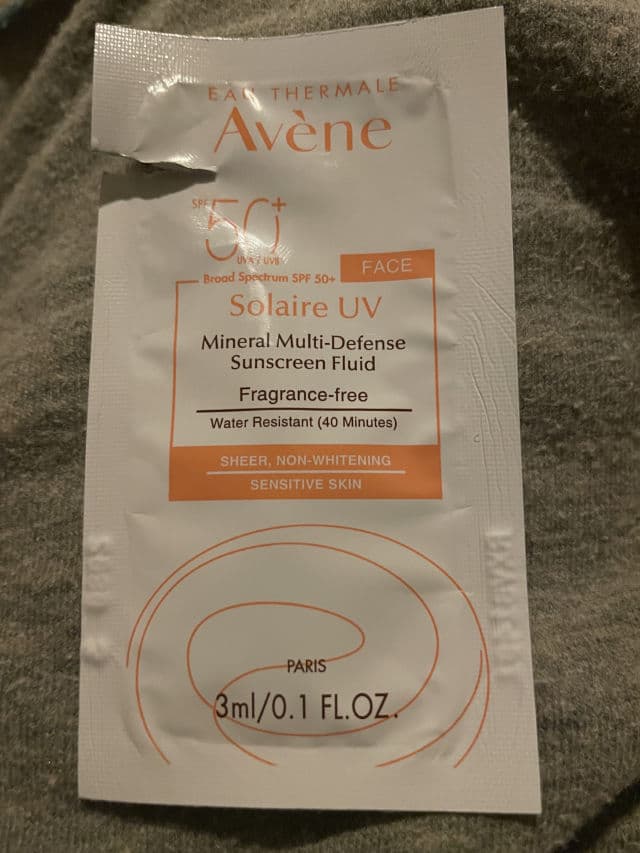 EAU THERMALE
Avène
SPF 50+
UVA / UVB
Broad Spectrum SPF 50+
FACE
Solaire UV
Mineral Multi-Defense
Sunscreen Fluid
Fragrance-free
Water Resistant (40 Minutes)
SHEER, NON-WHITENING
SENSITIVE SKIN
PARIS
3ml/0.1 FL.OZ.